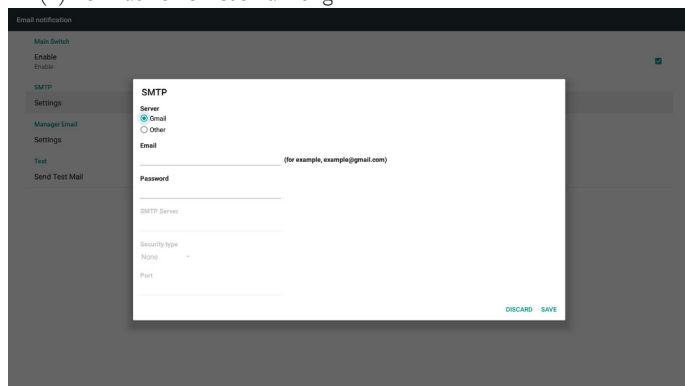 Email notification
Main Switch
Enable
Enable
SMTP
Settings
Manager Email
Settings
Test
Send Test Mail
SMTP
Server
Gmail
Other
Email
(for example, example@gmail.com)
Password
SMTP Server
Security type
None
Port
DISCARD SAVE